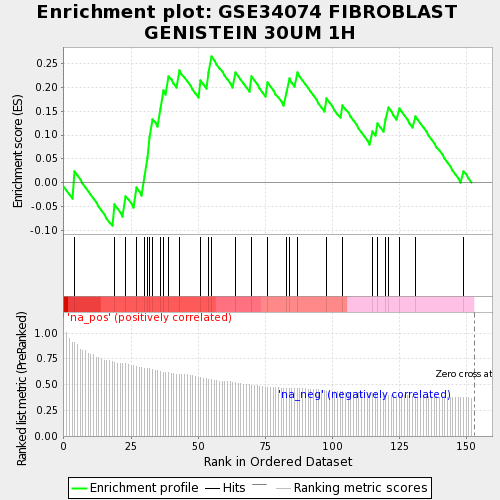 Enrichment plot: GSE34074 FIBROBLAST
GENISTEIN 30UM 1H
Enrichment score (ES)
0.25
0.20
0.15
0.10
0.05
0.00
-0.05
-0.10
'na_pos' (positively correlated)
Ranked list metric (PreRanked)
1.00
0.75
0.50
0.25
0.00
Zero cross at
'na_neg' (negatively correlated)
0
25
50
75
100
125
150
Rank in Ordered Dataset
Enrichment profile
Hits
Ranking metric scores